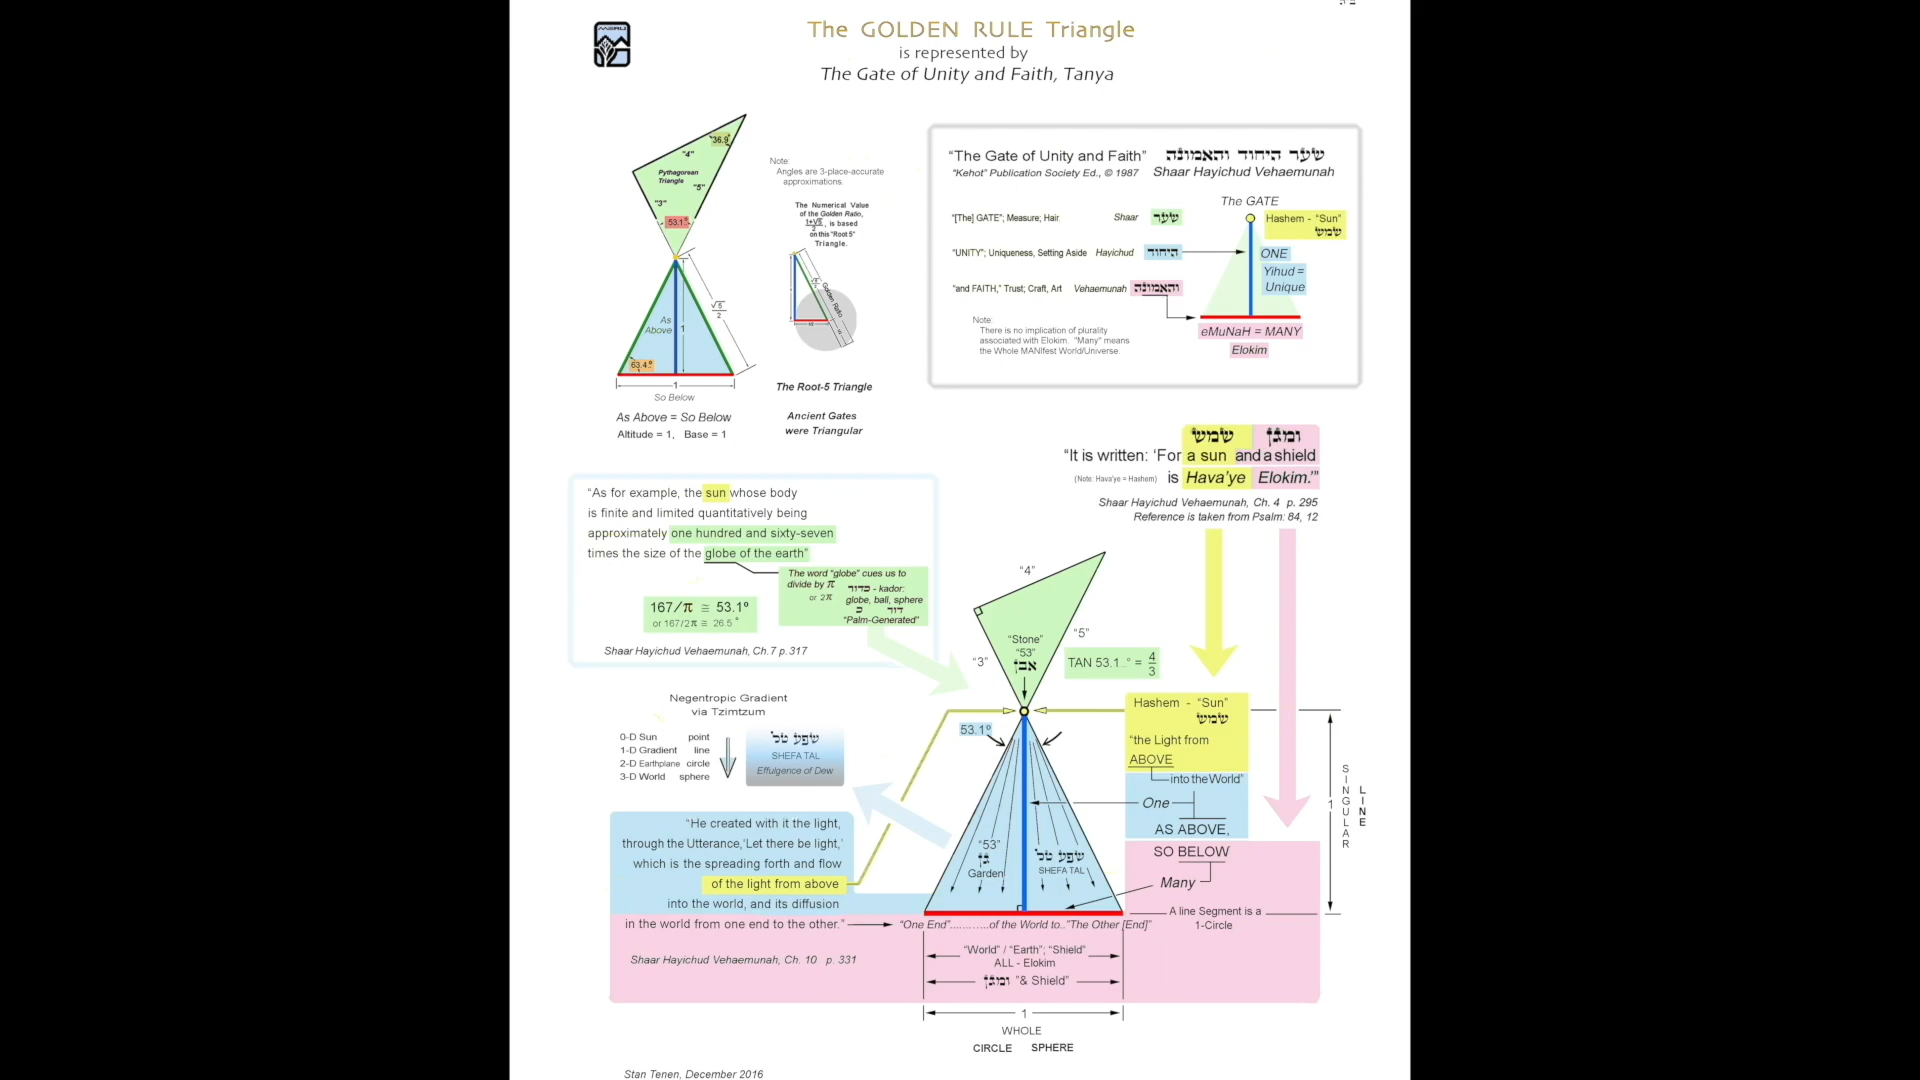 The GOLDEN RULE Triangle
is represented by
The Gate of Unity and Faith, Tanya
MERU
"36.9°
"4"
Pythagorean
Triangle
"5"
"3"
53.1°
As
Above
1
√5
2
63.4°
1
So Below
As Above = So Below
Altitude = 1, Base = 1
Note:
Angles are 3-place-accurate
approximations.
The Numerical Value
of the Golden Ratio,
1+√5
2 , is based
on this "Root 5"
Triangle.
Golden Ratio
The Root-5 Triangle
Ancient Gates
were Triangular
"The Gate of Unity and Faith" שער היחוד והאמונה
"Kehot" Publication Society Ed., © 1987 Shaar Hayichud Vehaemunah
The GATE
"[The] GATE"; Measure; Hair Shaar שער
Hashem - "Sun"
שמש
"UNITY"; Uniqueness, Setting Aside Hayichud היחוד
ONE
Yihud =
Unique
"and FAITH," Trust; Craft, Art Vehaemunah והאמונה
Note:
There is no implication of plurality
associated with Elokim. "Many" means
the Whole MANIfest World/Universe.
eMuNaH = MANY
Elokim
שמש ומגן
"It is written: 'For a sun and a shield
(Note: Hava'ye = Hashem) is Hava'ye Elokim.'"
Shaar Hayichud Vehaemunah, Ch. 4 p. 295
Reference is taken from Psalm: 84, 12
"As for example, the sun whose body
is finite and limited quantitatively being
approximately one hundred and sixty-seven
times the size of the globe of the earth"
The word "globe" cues us to
divide by π
or 2π
כדור - kador:
globe, ball, sphere
כ דור
"Palm-Generated"
167/π ≅ 53.1º
or 167/2π ≅ 26.5°
Shaar Hayichud Vehaemunah, Ch.7 p.317
"4"
"5"
"3"
"Stone"
"53"
אבן
TAN 53.1..° = 4
3
Negentropic Gradient
via Tzimtzum
0-D Sun point
1-D Gradient line
2-D Earthplane circle
3-D World sphere
שפע טל
SHEFA TAL
Effulgence of Dew
53.1º
Hashem - "Sun"
שמש
"the Light from
ABOVE
into the World"
One
AS ABOVE,
SO BELOW
Many
1
SINGULAR
LINE
"53"
גן
Garden
שפע טל
SHEFA TAL
"He created with it the light,
through the Utterance,'Let there be light,'
which is the spreading forth and flow
of the light from above
into the world, and its diffusion
in the world from one end to the other."
"One End"...........of the World to.."The Other [End]"
A line Segment is a
1-Circle
Shaar Hayichud Vehaemunah, Ch. 10 p. 331
"World" / "Earth"; "Shield"
ALL - Elokim
ומגן "& Shield"
1
WHOLE
CIRCLE SPHERE
Stan Tenen, December 2016